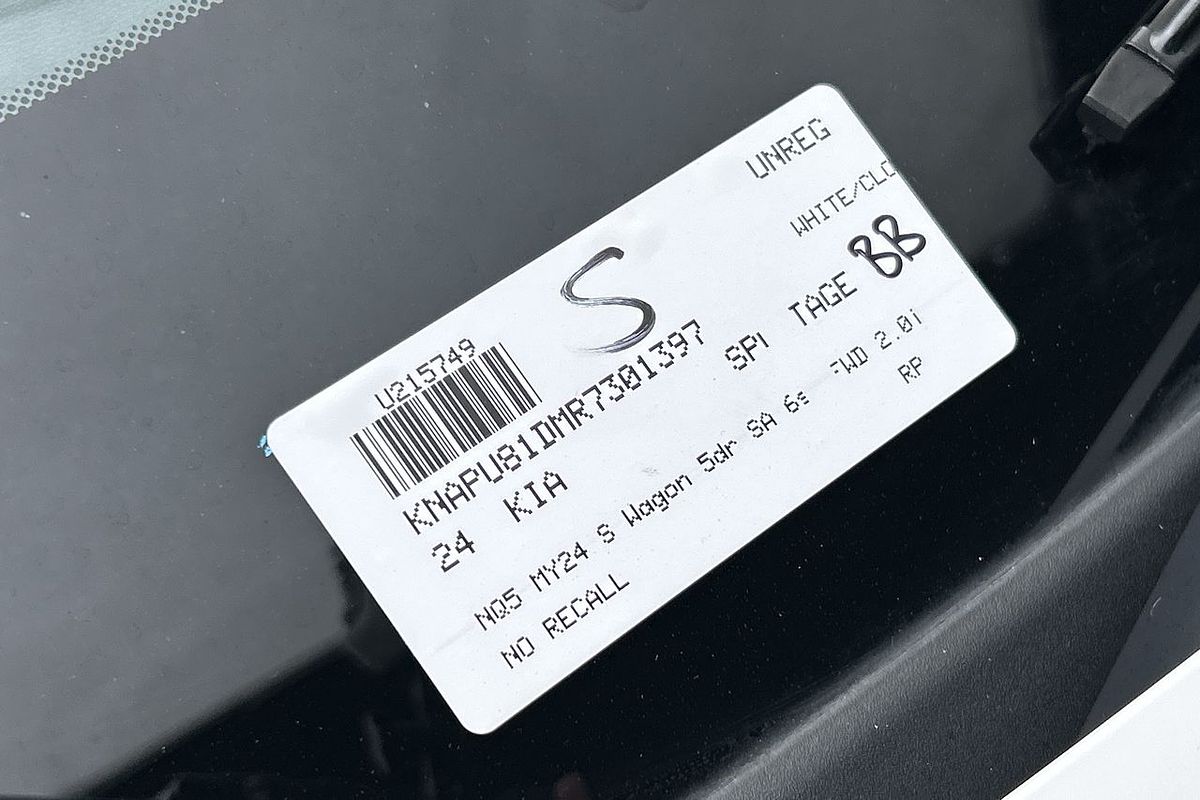 UNREG
WHITE/CLO
S
U215749
KNAPU81DMR7301397
24 KIA SPI TAGE BB
NQ5 MY24 S Wagon 5dr SA 6s FWD 2.0i
NO RECALL RP